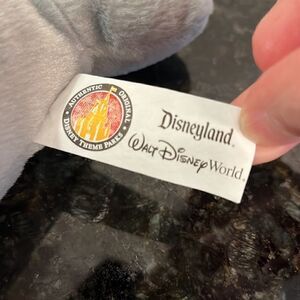 AUTHENTIC ORIGINAL
DISNEY THEME PARKS
Disneyland®
WALT DISNEY World®